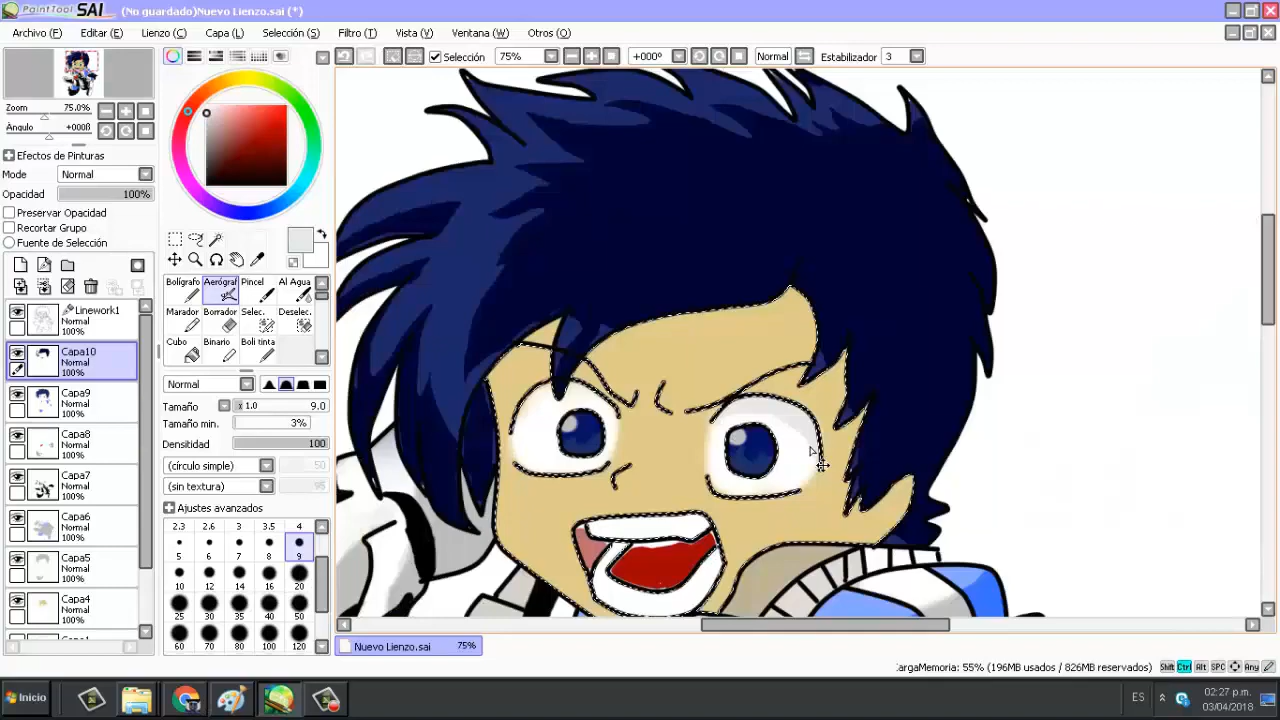 PaintTool SAI (No guardado)Nuevo Lienzo.sai (*)
Archivo (F) Editar (E) Lienzo (C) Capa (L) Selección (S) Filtro (T) Vista (V) Ventana (W) Otros (O)
Selección 75% +000º Normal Estabilizador 3
Zoom 75.0%
Ángulo +000ß
Efectos de Pinturas
Mode Normal
Opacidad 100%
Preservar Opacidad
Recortar Grupo
Fuente de Selección
Linework1
Normal
100%
Capa10
Normal
100%
Capa9
Normal
100%
Capa8
Normal
100%
Capa7
Normal
100%
Capa6
Normal
100%
Capa5
Normal
100%
Capa4
Normal
100%
Bolígrafo Aerógraf Pincel Al Agua
Marador Borrador Selec. Deselec.
Cubo Binario Boli tinta
Normal
Tamaño x 1.0 9.0
Tamaño min. 3%
Densitidad 100
(círculo simple) 50
(sin textura) 95
Ajustes avanzados
2.3 2.6 3 3.5 4
5 6 7 8 9
10 12 14 16 20
25 30 35 40 50
60 70 80 100 120
Nuevo Lienzo.sai 75%
:argaMemoria: 55% (196MB usados / 826MB reservados) Shift Ctrl Alt SPC Any
Inicio ES 02:27 p.m.
03/04/2018